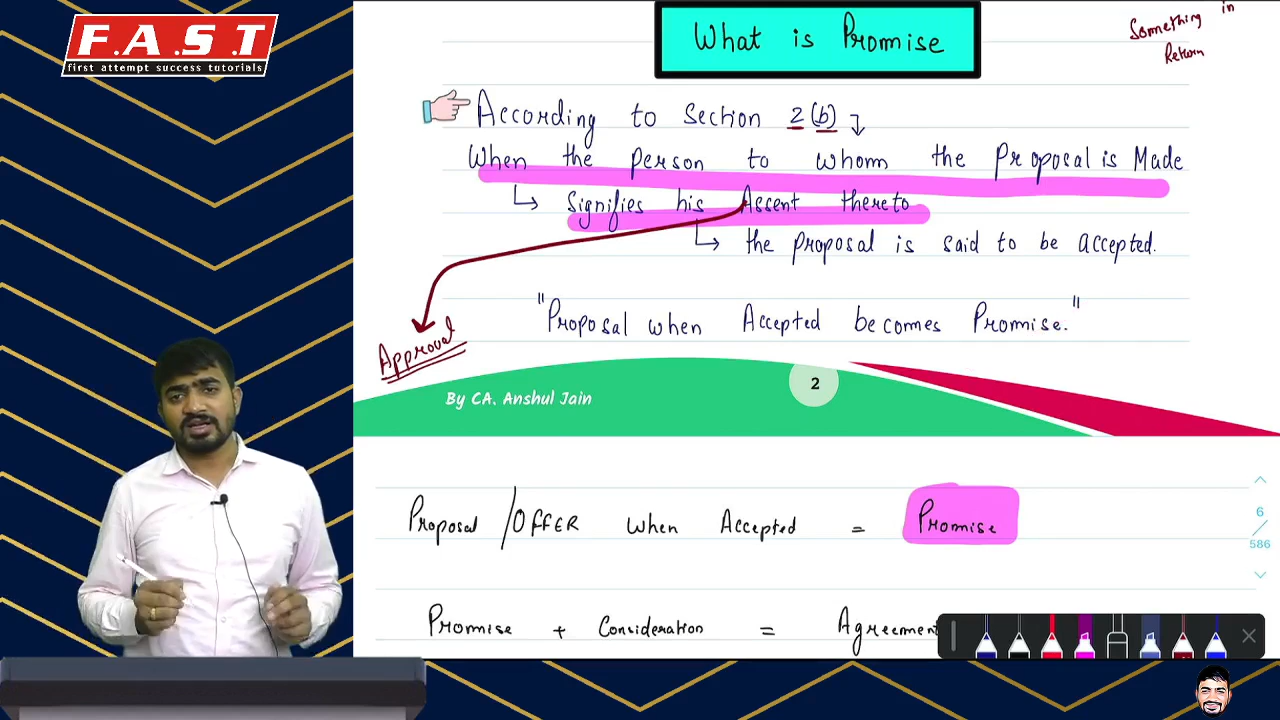 F.A.S.T
first attempt success tutorials
What is Promise
Something in
Return
According to Section 2(b)
When the Person to whom the Proposal is Made
Signifies his Assent thereto
the proposal is said to be accepted.
"Proposal when Accepted becomes Promise."
Approval
By CA. Anshul Jain
2
Proposal/OFFER when Accepted = Promise
6
586
Promise + Consideration = Agreement